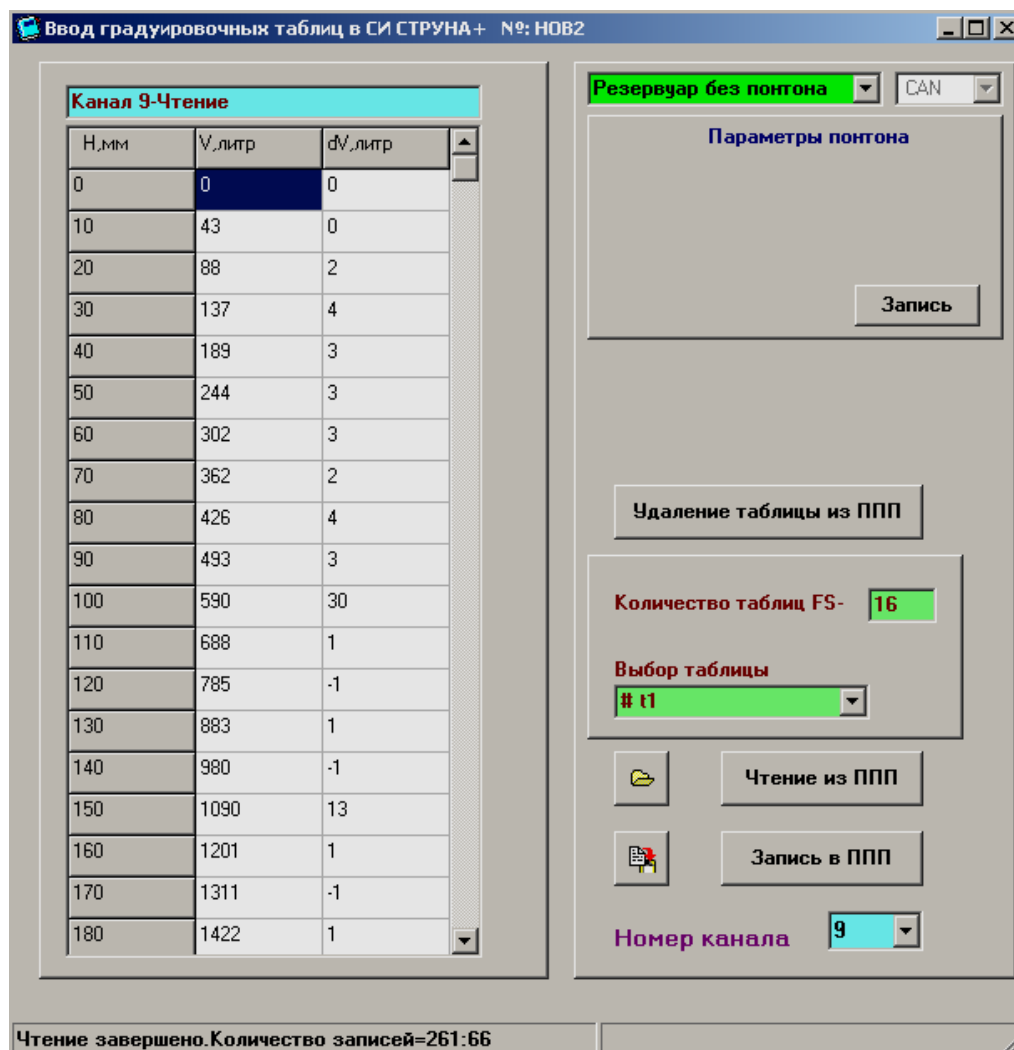 Ввод градуировочных таблиц в СИ СТРУНА+ №: НОВ2
Канал 9-Чтение
Н,мм V,литр dV,литр
0 0 0
10 43 0
20 88 2
30 137 4
40 189 3
50 244 3
60 302 3
70 362 2
80 426 4
90 493 3
100 590 30
110 688 1
120 785 -1
130 883 1
140 980 -1
150 1090 13
160 1201 1
170 1311 -1
180 1422 1
Резервуар без понтона CAN
Параметры понтона
Запись
Удаление таблицы из ППП
Количество таблиц FS- 16
Выбор таблицы
# t1
Чтение из ППП
Запись в ППП
Номер канала 9
Чтение завершено.Количество записей=261:66